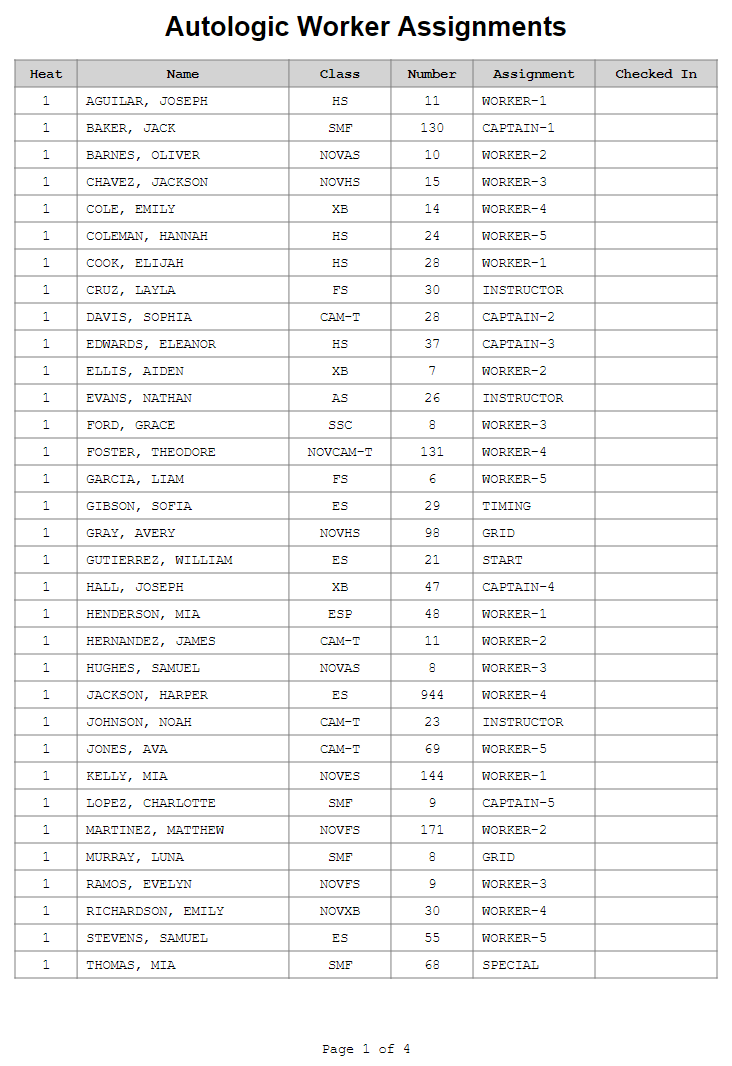 Autologic Worker Assignments
Heat Name Class Number Assignment Checked In
1 AGUILAR, JOSEPH HS 11 WORKER-1
1 BAKER, JACK SMF 130 CAPTAIN-1
1 BARNES, OLIVER NOVAS 10 WORKER-2
1 CHAVEZ, JACKSON NOVHS 15 WORKER-3
1 COLE, EMILY XB 14 WORKER-4
1 COLEMAN, HANNAH HS 24 WORKER-5
1 COOK, ELIJAH HS 28 WORKER-1
1 CRUZ, LAYLA FS 30 INSTRUCTOR
1 DAVIS, SOPHIA CAM-T 28 CAPTAIN-2
1 EDWARDS, ELEANOR HS 37 CAPTAIN-3
1 ELLIS, AIDEN XB 7 WORKER-2
1 EVANS, NATHAN AS 26 INSTRUCTOR
1 FORD, GRACE SSC 8 WORKER-3
1 FOSTER, THEODORE NOVCAM-T 131 WORKER-4
1 GARCIA, LIAM FS 6 WORKER-5
1 GIBSON, SOFIA ES 29 TIMING
1 GRAY, AVERY NOVHS 98 GRID
1 GUTIERREZ, WILLIAM ES 21 START
1 HALL, JOSEPH XB 47 CAPTAIN-4
1 HENDERSON, MIA ESP 48 WORKER-1
1 HERNANDEZ, JAMES CAM-T 11 WORKER-2
1 HUGHES, SAMUEL NOVAS 8 WORKER-3
1 JACKSON, HARPER ES 944 WORKER-4
1 JOHNSON, NOAH CAM-T 23 INSTRUCTOR
1 JONES, AVA CAM-T 69 WORKER-5
1 KELLY, MIA NOVES 144 WORKER-1
1 LOPEZ, CHARLOTTE SMF 9 CAPTAIN-5
1 MARTINEZ, MATTHEW NOVFS 171 WORKER-2
1 MURRAY, LUNA SMF 8 GRID
1 RAMOS, EVELYN NOVFS 9 WORKER-3
1 RICHARDSON, EMILY NOVXB 30 WORKER-4
1 STEVENS, SAMUEL ES 55 WORKER-5
1 THOMAS, MIA SMF 68 SPECIAL
Page 1 of 4